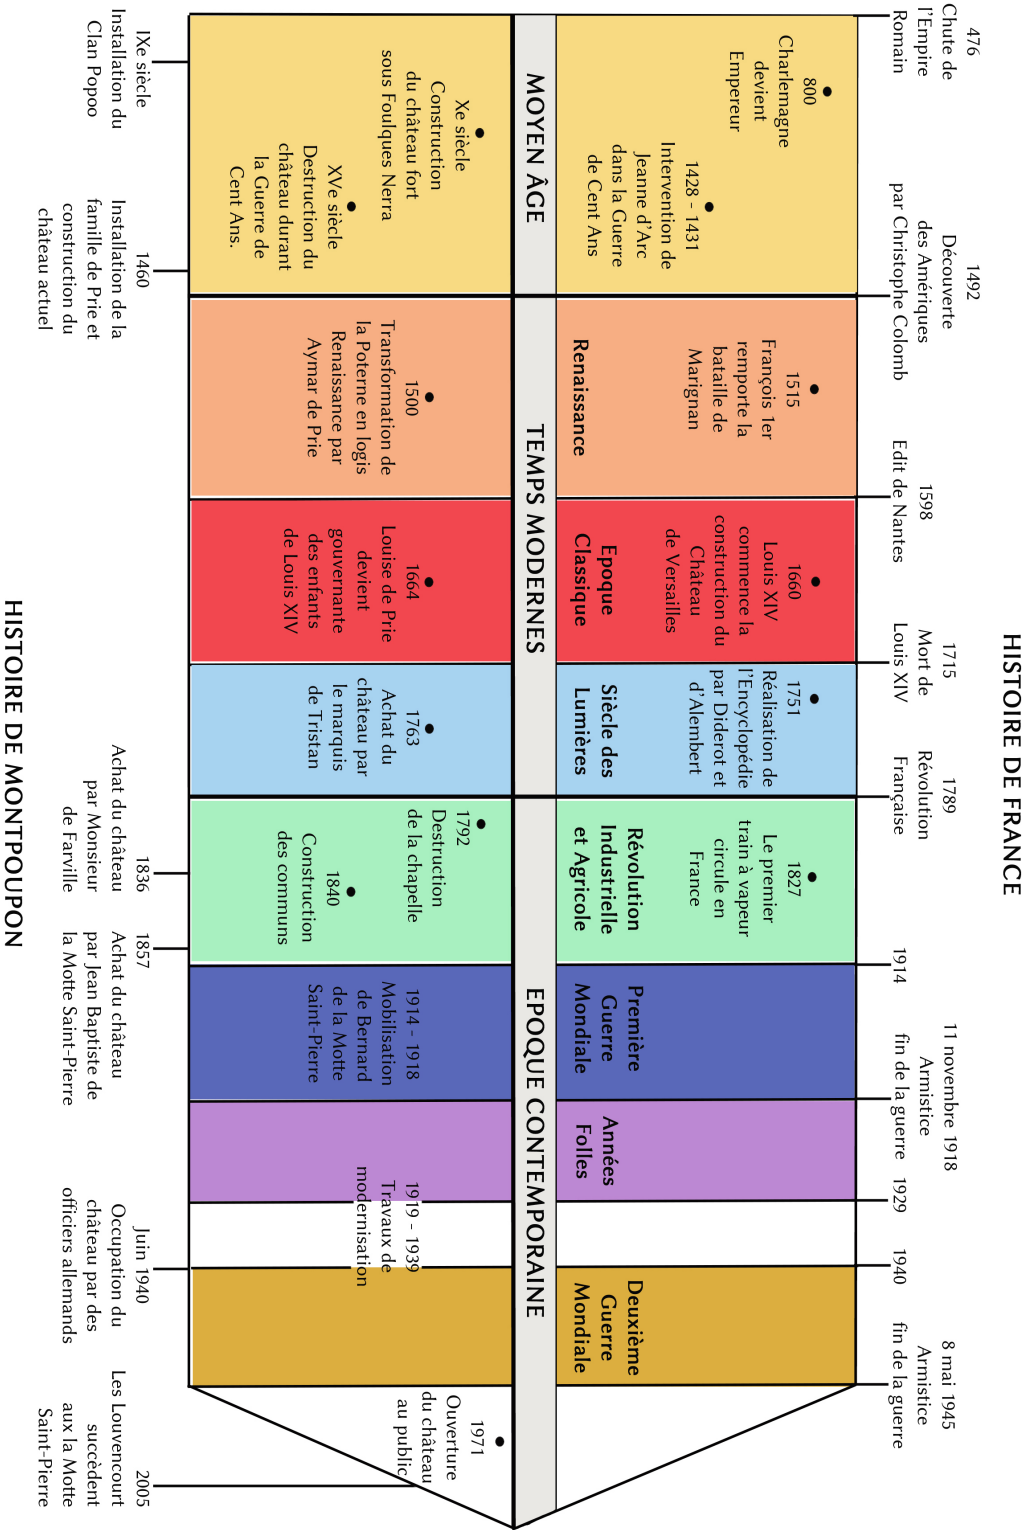 HISTOIRE DE FRANCE
476
Chute de
l'Empire
Romain
1492
Découverte
des Amériques
par Christophe Colomb
1598
Edit de Nantes
1715
Mort de
Louis XIV
1789
Révolution
Française
1914
11 novembre 1918
Armistice
fin de la guerre
1929
1940
8 mai 1945
Armistice
fin de la guerre
800
Charlemagne
devient
Empereur
1428 - 1431
Intervention de
Jeanne d'Arc
dans la Guerre
de Cent Ans
1515
François 1er
remporte la
bataille de
Marignan
Renaissance
1660
Louis XIV
commence la
construction du
Château
de Versailles
Epoque
Classique
1751
Réalisation de
l'Encyclopédie
par Diderot et
d'Alembert
Siècle des
Lumières
1827
Le premier
train à vapeur
circule en
France
Révolution
Industrielle
et Agricole
Première
Guerre
Mondiale
Années
Folles
Deuxième
Guerre
Mondiale
MOYEN ÂGE
TEMPS MODERNES
EPOQUE CONTEMPORAINE
Xe siècle
Construction
du château fort
sous Foulques Nerra
XVe siècle
Destruction du
château durant
la Guerre de
Cent Ans.
1500
Transformation de
la Poterne en logis
Renaissance par
Aymar de Prie
1664
Louise de Prie
devient
gouvernante
des enfants
de Louis XIV
1763
Achat du
château par
le marquis
de Tristan
1792
Destruction
de la chapelle
1840
Construction
des communs
1914 - 1918
Mobilisation
de Bernard
de la Motte
Saint-Pierre
1919 - 1939
Travaux de
modernisation
1971
Ouverture
du château
au public
IXe siècle
Installation du
Clan Popoo
1460
Installation de la
famille de Prie et
construction du
château actuel
1836
Achat du château
par Monsieur
de Farville
1857
Achat du château
par Jean Baptiste de
la Motte Saint-Pierre
Juin 1940
Occupation du
château par des
officiers allemands
2005
Les Louvencourt
succèdent
aux la Motte
Saint-Pierre
HISTOIRE DE MONTPOUPON